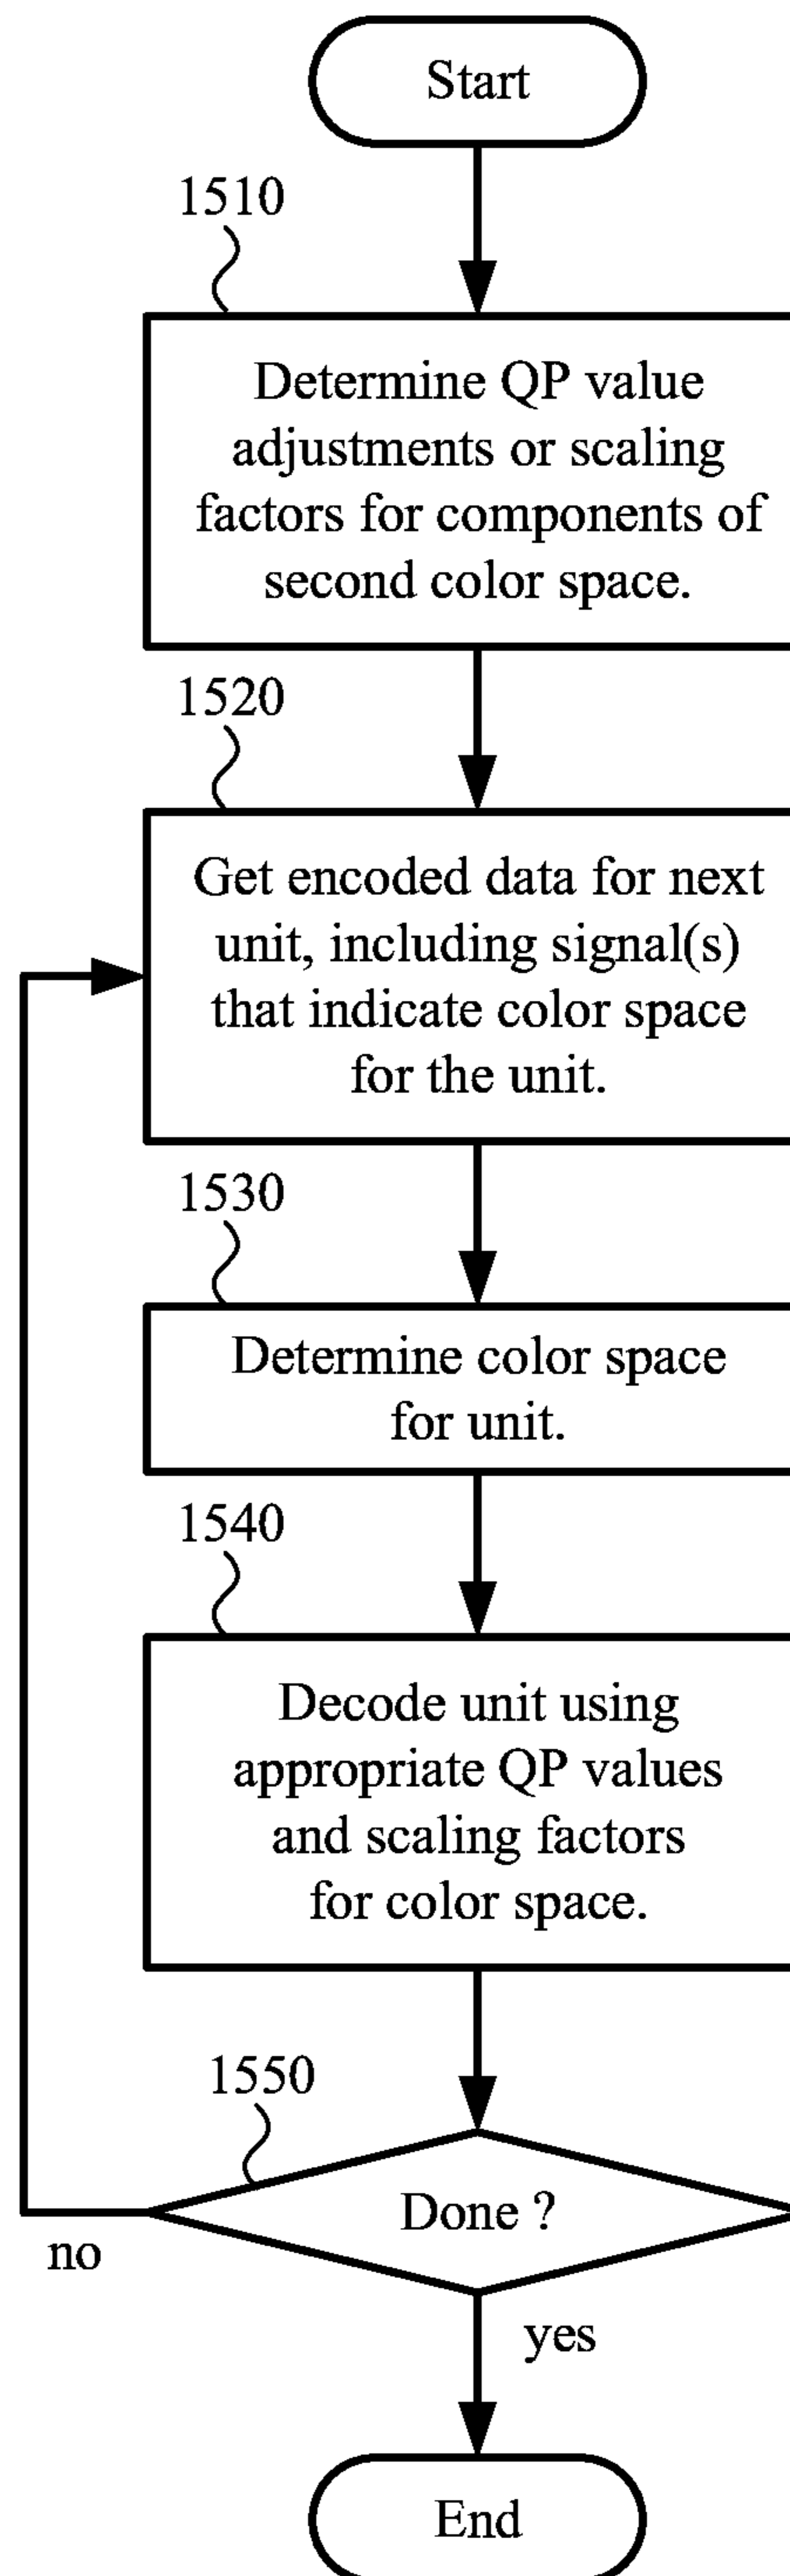 Start
1510
Determine QP value
adjustments or scaling
factors for components of
second color space.
1520
Get encoded data for next
unit, including signal(s)
that indicate color space
for the unit.
1530
Determine color space
for unit.
1540
Decode unit using
appropriate QP values
and scaling factors
for color space.
1550
Done ?
no
yes
End